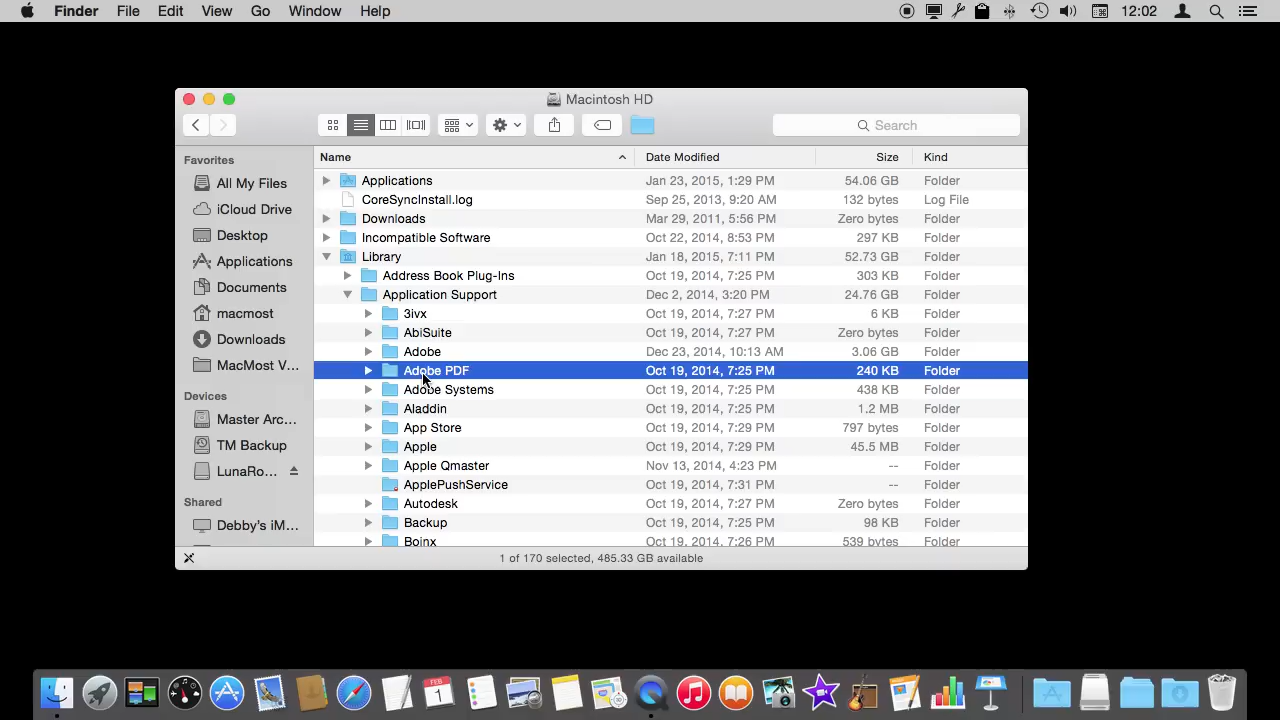 Finder File Edit View Go Window Help 12:02
Macintosh HD
Search
Favorites
All My Files
iCloud Drive
Desktop
Applications
Documents
macmost
Downloads
MacMost V...
Devices
Master Arc...
TM Backup
LunaRo...
Shared
Debby's iM...
Name Date Modified Size Kind
Applications Jan 23, 2015, 1:29 PM 54.06 GB Folder
CoreSyncInstall.log Sep 25, 2013, 9:20 AM 132 bytes Log File
Downloads Mar 29, 2011, 5:56 PM Zero bytes Folder
Incompatible Software Oct 22, 2014, 8:53 PM 297 KB Folder
Library Jan 18, 2015, 7:11 PM 52.73 GB Folder
Address Book Plug-Ins Oct 19, 2014, 7:25 PM 303 KB Folder
Application Support Dec 2, 2014, 3:20 PM 24.76 GB Folder
3ivx Oct 19, 2014, 7:27 PM 6 KB Folder
AbiSuite Oct 19, 2014, 7:27 PM Zero bytes Folder
Adobe Dec 23, 2014, 10:13 AM 3.06 GB Folder
Adobe PDF Oct 19, 2014, 7:25 PM 240 KB Folder
Adobe Systems Oct 19, 2014, 7:25 PM 438 KB Folder
Aladdin Oct 19, 2014, 7:25 PM 1.2 MB Folder
App Store Oct 19, 2014, 7:25 PM 797 bytes Folder
Apple Oct 19, 2014, 7:29 PM 45.5 MB Folder
Apple Qmaster Nov 13, 2014, 4:23 PM -- Folder
ApplePushService Oct 19, 2014, 7:31 PM -- Folder
Autodesk Oct 19, 2014, 7:27 PM Zero bytes Folder
Backup Oct 19, 2014, 7:25 PM 98 KB Folder
Boinx Oct 19, 2014, 7:26 PM 539 bytes Folder
1 of 170 selected, 485.33 GB available
1